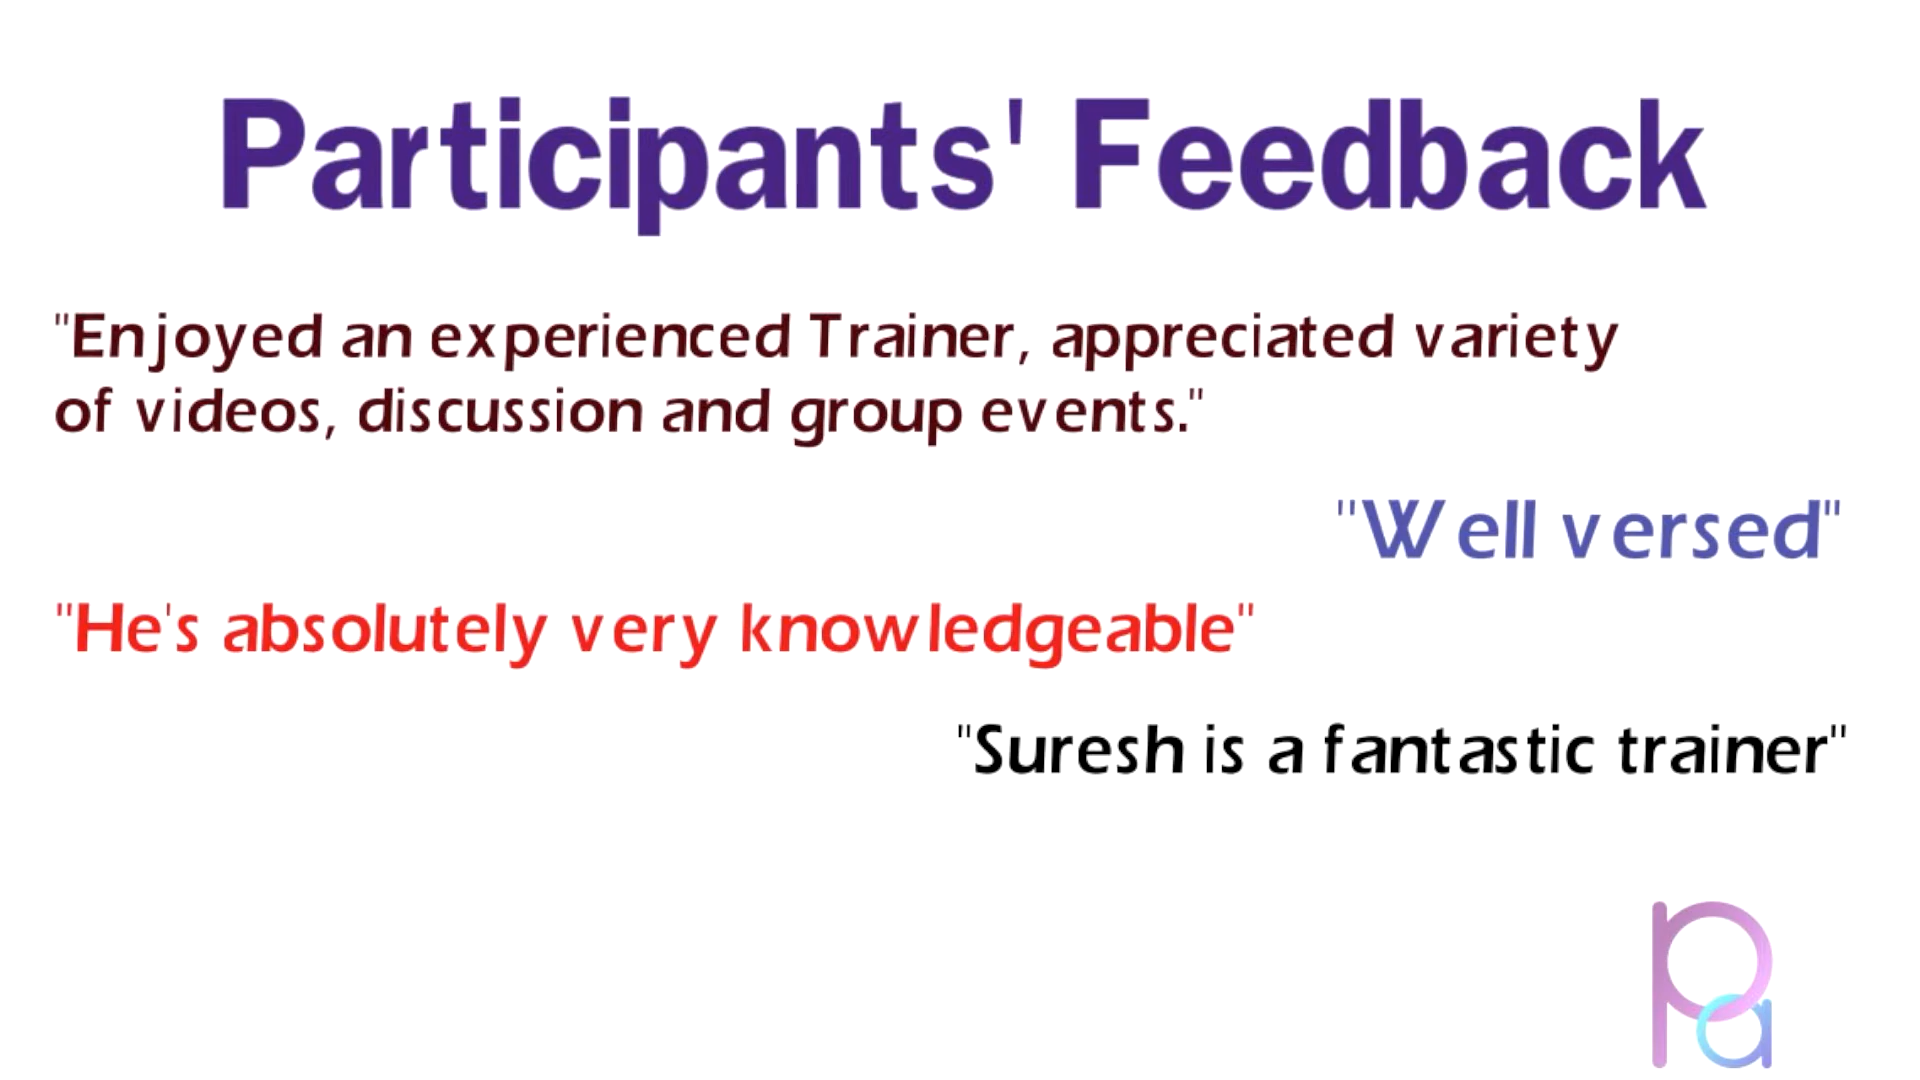 Participants' Feedback
"Enjoyed an experienced Trainer, appreciated variety
of videos, discussion and group events."
"Well versed"
"He's absolutely very knowledgeable"
"Suresh is a fantastic trainer"
pa